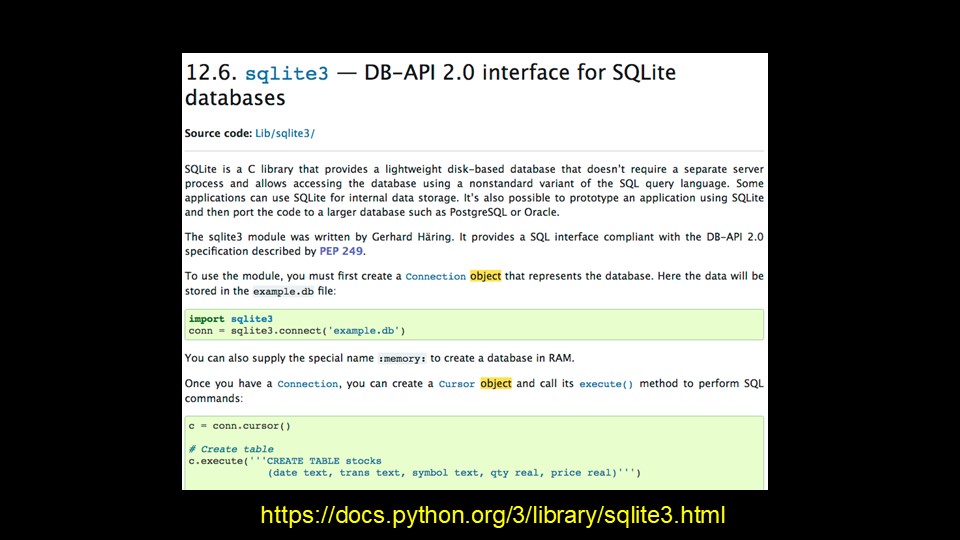 12.6. sqlite3 — DB-API 2.0 interface for SQLite
databases
Source code: Lib/sqlite3/
SQLite is a C library that provides a lightweight disk-based database that doesn't require a separate server
process and allows accessing the database using a nonstandard variant of the SQL query language. Some
applications can use SQLite for internal data storage. It's also possible to prototype an application using SQLite
and then port the code to a larger database such as PostgreSQL or Oracle.
The sqlite3 module was written by Gerhard Häring. It provides a SQL interface compliant with the DB-API 2.0
specification described by PEP 249.
To use the module, you must first create a Connection object that represents the database. Here the data will be
stored in the example.db file:
import sqlite3
conn = sqlite3.connect('example.db')
You can also supply the special name :memory: to create a database in RAM.
Once you have a Connection, you can create a Cursor object and call its execute() method to perform SQL
commands:
c = conn.cursor()
# Create table
c.execute('''CREATE TABLE stocks
(date text, trans text, symbol text, qty real, price real)''')
https://docs.python.org/3/library/sqlite3.html